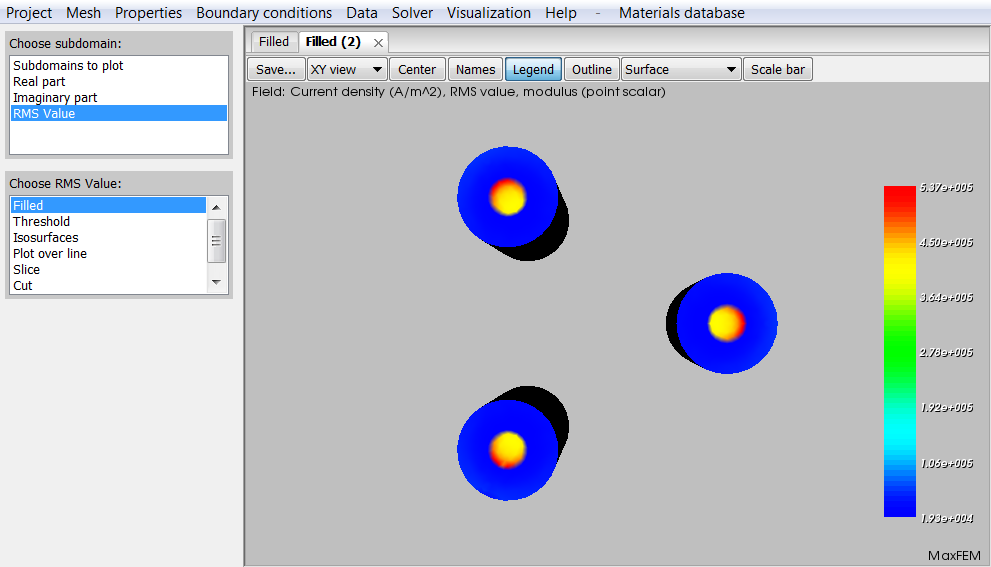 Project Mesh Properties Boundary conditions Data Solver Visualization Help - Materials database
Choose subdomain:
Subdomains to plot
Real part
Imaginary part
RMS Value
Choose RMS Value:
Filled
Threshold
Isosurfaces
Plot over line
Slice
Cut
Filled Filled (2)
Save... XY view Center Names Legend Outline Surface Scale bar
Field: Current density (A/m^2), RMS value, modulus (point scalar)
5.37e+005
4.50e+005
3.64e+005
2.78e+005
1.92e+005
1.06e+005
1.93e+004
MaxFEM